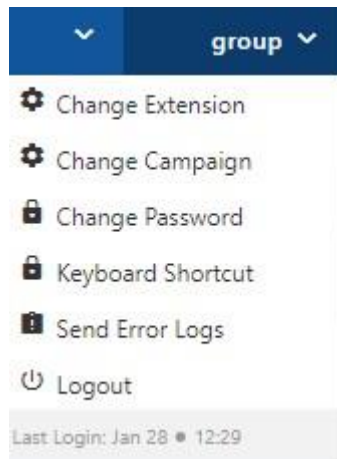 group
Change Extension
Change Campaign
Change Password
Keyboard Shortcut
Send Error Logs
Logout
Last Login: Jan 28 ● 12:29